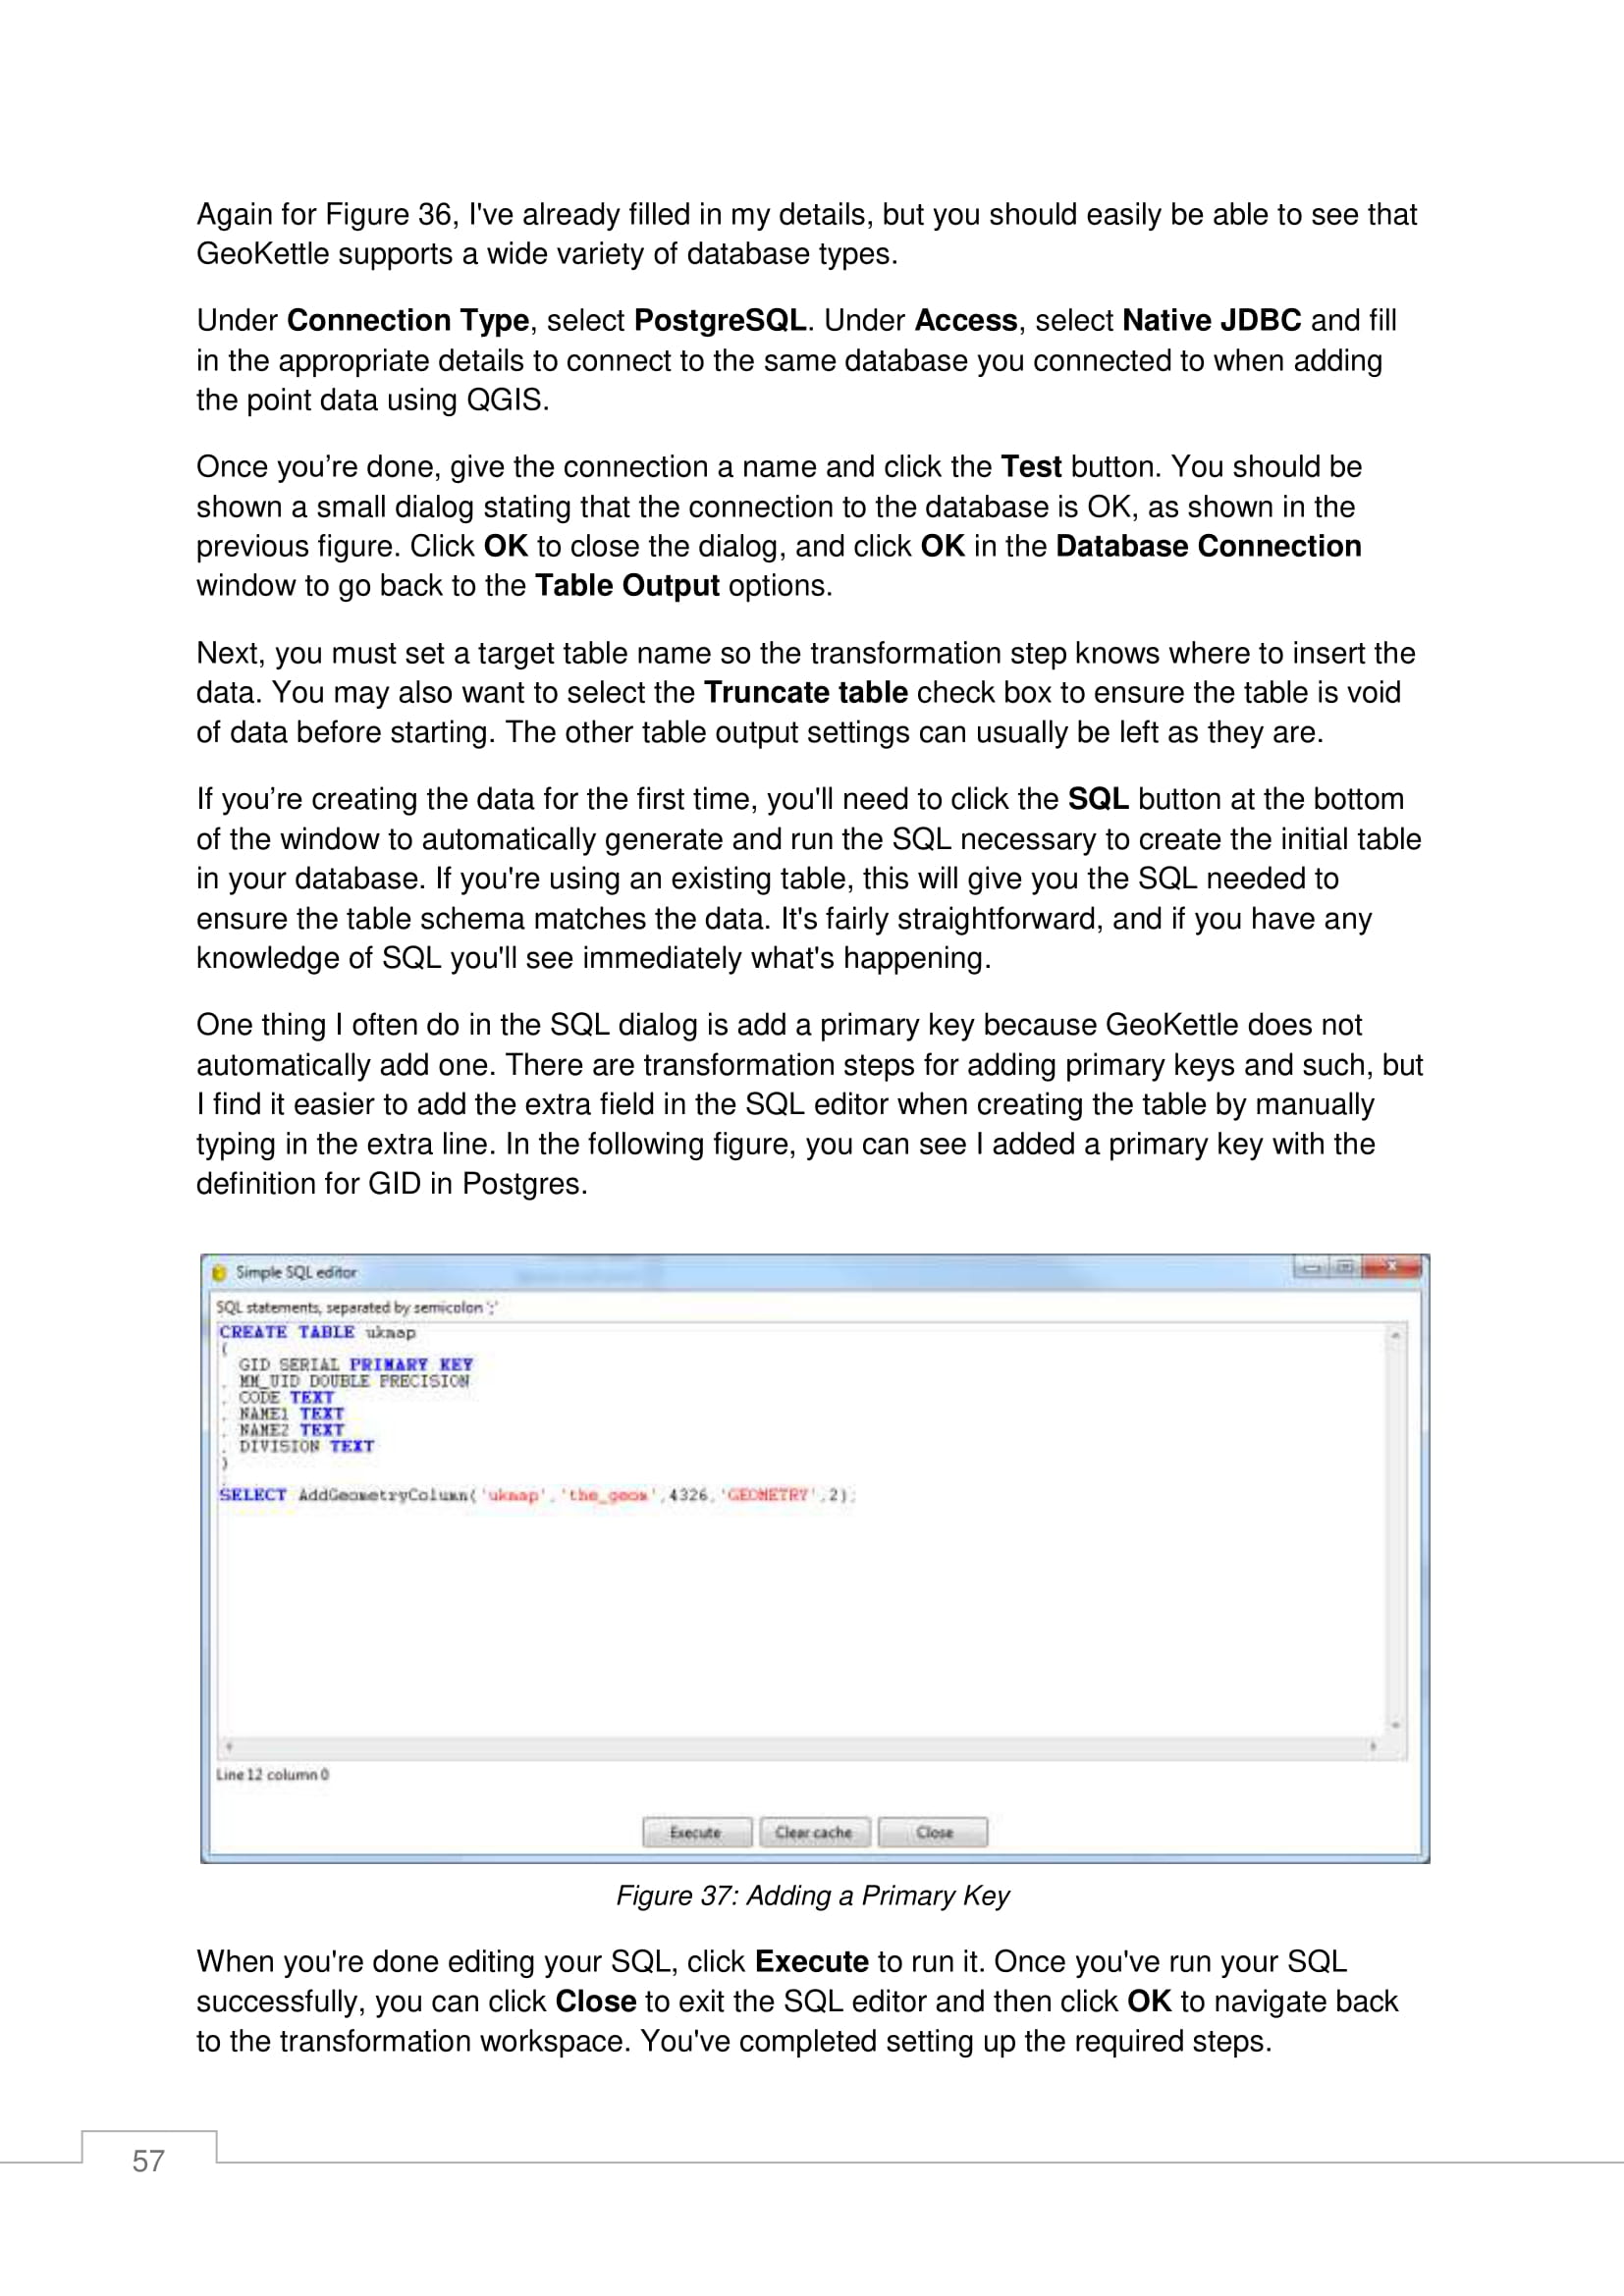 Again for Figure 36, I've already filled in my details, but you should easily be able to see that
GeoKettle supports a wide variety of database types.
Under Connection Type, select PostgreSQL. Under Access, select Native JDBC and fill
in the appropriate details to connect to the same database you connected to when adding
the point data using QGIS.
Once you’re done, give the connection a name and click the Test button. You should be
shown a small dialog stating that the connection to the database is OK, as shown in the
previous figure. Click OK to close the dialog, and click OK in the Database Connection
window to go back to the Table Output options.
Next, you must set a target table name so the transformation step knows where to insert the
data. You may also want to select the Truncate table check box to ensure the table is void
of data before starting. The other table output settings can usually be left as they are.
If you’re creating the data for the first time, you'll need to click the SQL button at the bottom
of the window to automatically generate and run the SQL necessary to create the initial table
in your database. If you're using an existing table, this will give you the SQL needed to
ensure the table schema matches the data. It's fairly straightforward, and if you have any
knowledge of SQL you'll see immediately what's happening.
One thing I often do in the SQL dialog is add a primary key because GeoKettle does not
automatically add one. There are transformation steps for adding primary keys and such, but
I find it easier to add the extra field in the SQL editor when creating the table by manually
typing in the extra line. In the following figure, you can see I added a primary key with the
definition for GID in Postgres.
Simple SQL editor
SQL statements, separated by semicolon ';'
CREATE TABLE ukmap
(
GID SERIAL PRIMARY KEY
, MM_UID DOUBLE PRECISION
, CODE TEXT
, NAME1 TEXT
, NAME2 TEXT
, DIVISION TEXT
)
;
SELECT AddGeometryColumn('ukmap','the_geom',4326,'GEOMETRY',2);
Line 12 column 0
Execute Clear cache Close
Figure 37: Adding a Primary Key
When you're done editing your SQL, click Execute to run it. Once you've run your SQL
successfully, you can click Close to exit the SQL editor and then click OK to navigate back
to the transformation workspace. You've completed setting up the required steps.
57